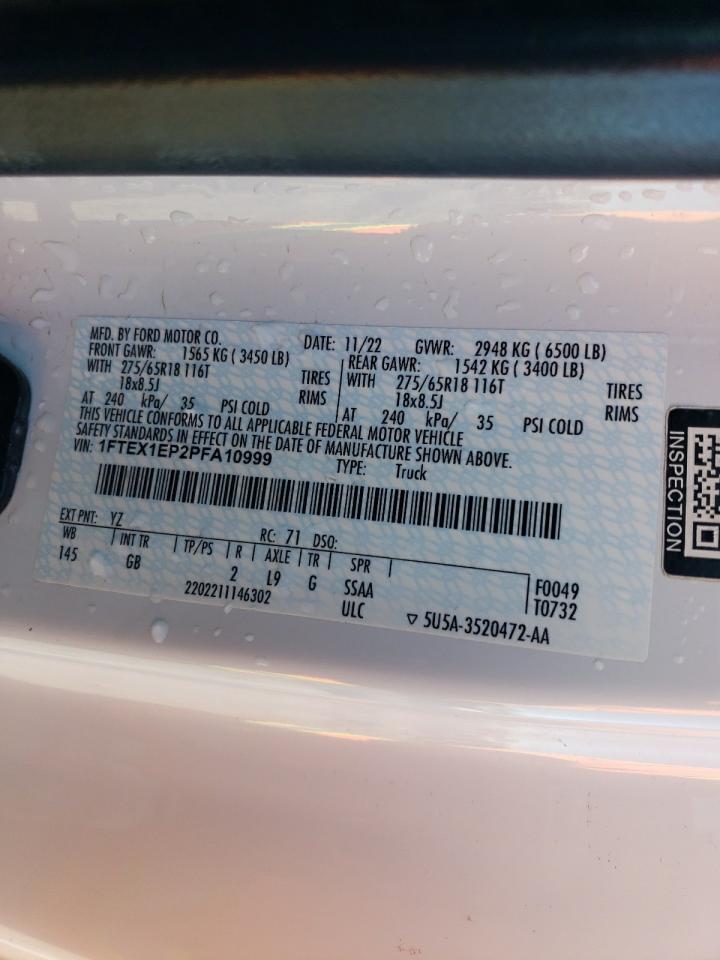 MFD. BY FORD MOTOR CO. DATE: 11/22 GVWR: 2948 KG ( 6500 LB)
FRONT GAWR: 1565 KG ( 3450 LB) REAR GAWR: 1542 KG ( 3400 LB)
WITH 275/65R18 116T TIRES WITH 275/65R18 116T TIRES
18x8.5J RIMS 18x8.5J RIMS
AT 240 kPa/ 35 PSI COLD AT 240 kPa/ 35 PSI COLD
THIS VEHICLE CONFORMS TO ALL APPLICABLE FEDERAL MOTOR VEHICLE
SAFETY STANDARDS IN EFFECT ON THE DATE OF MANUFACTURE SHOWN ABOVE.
VIN: 1FTEX1EP2PFA10999 TYPE: Truck
EXT PNT: YZ RC: 71 DSO:
WB INT TR TP/PS R AXLE TR SPR
145 GB 2 L9 G SSAA F0049
2202211146302 ULC T0732
▽ 5U5A-3520472-AA
INSPECTION